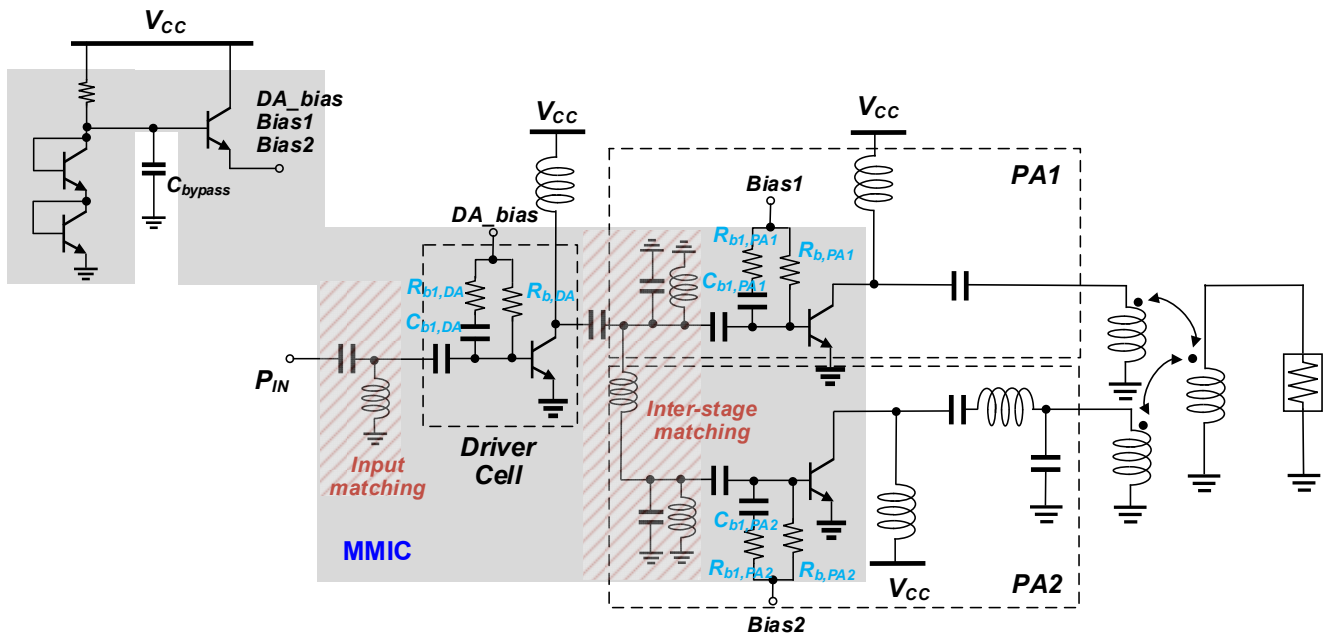 VCC
DA_bias
Bias1
Bias2
Cbypass
VCC
VCC
PA1
Bias1
DA_bias
Rb1,PA1
Rb,PA1
Cb1,PA1
Rb1,DA
Rb,DA
Cb1,DA
PIN
Driver
Cell
Input
matching
Inter-stage
matching
Cb1,PA2
Rb1,PA2
Rb,PA2
MMIC
VCC
PA2
Bias2